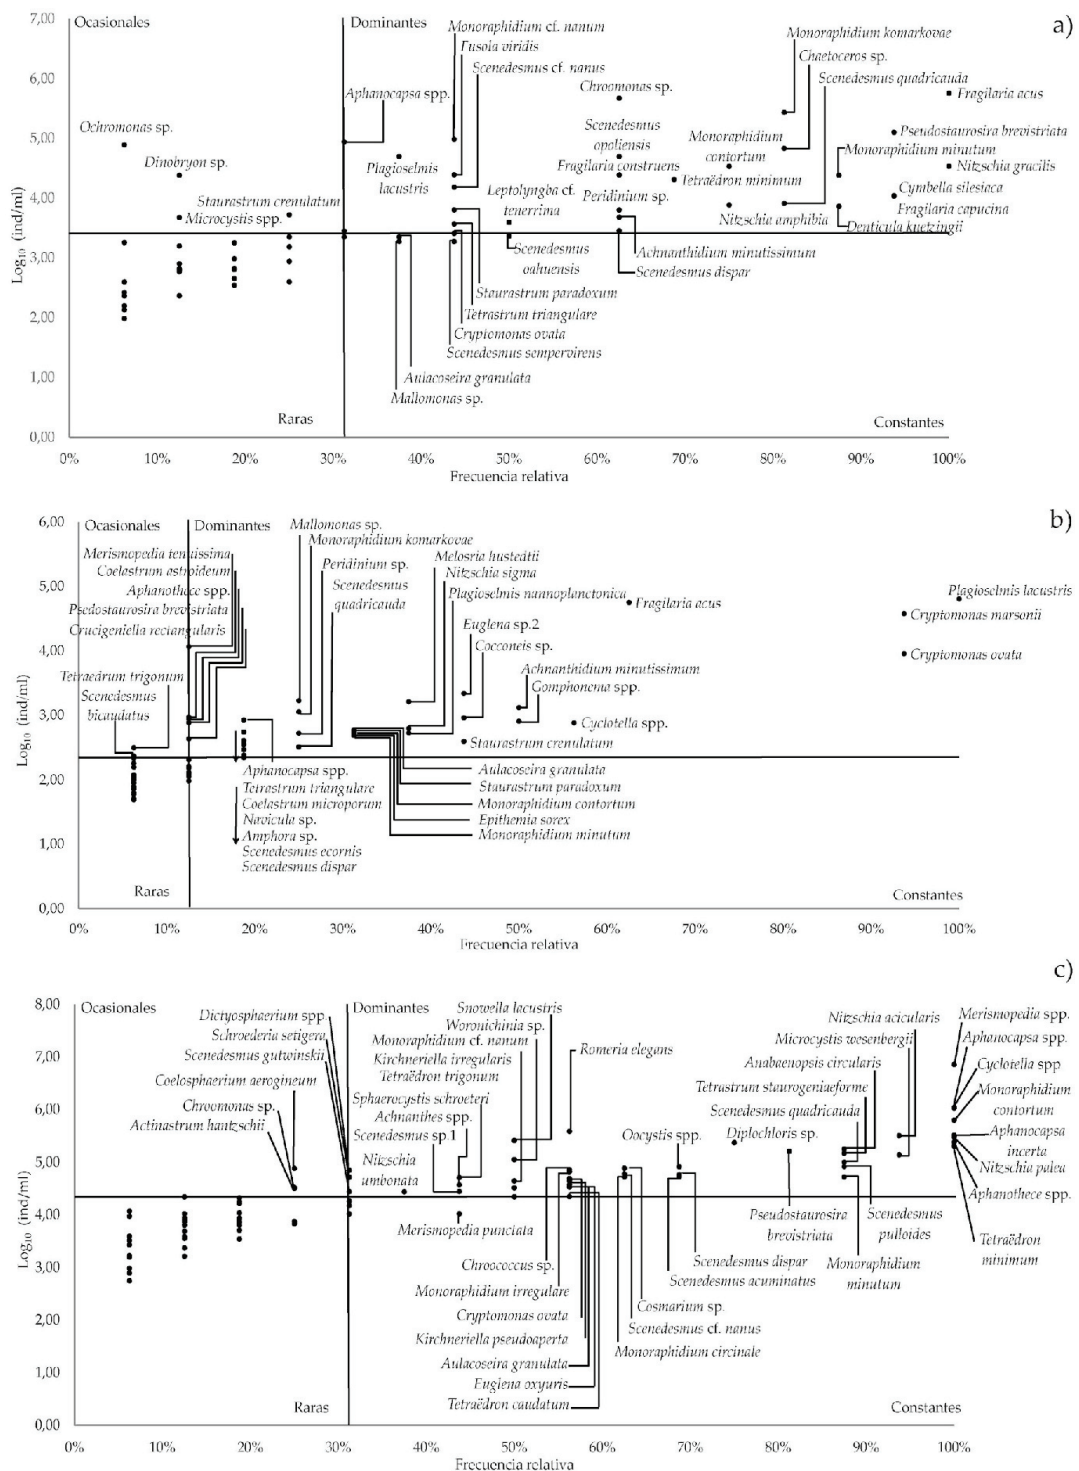 a)
7,00
6,00
5,00
4,00
3,00
2,00
1,00
0,00
Log₁₀ (ind/ml)
Ocasionales
Dominantes
Raras
Constantes
Ochromonas sp.
Dinobryon sp.
Staurastrum crenulatum
Microcystis spp.
Aphanocapsa spp.
Monoraphidium cf. nanum
Fusola viridis
Scenedesmus cf. nanus
Plagioselmis
lacustris
Leptolyngba cf.
tenerrima
Scenedesmus
oahuensis
Chroomonas sp.
Scenedesmus
opoliensis
Fragilaria construens
Peridinium sp.
Tetraëdron minimum
Monoraphidium
contortum
Nitzschia amphibia
Monoraphidium komarkovae
Chaetoceros sp.
Scenedesmus quadricauda
Fragilaria acus
Pseudostaurosira brevistriata
Monoraphidium minutum
Nitzschia gracilis
Cymbella silesiaca
Fragilaria capucina
Denticula kuetzingii
Achnanthidium minutissimum
Scenedesmus dispar
Staurastrum paradoxum
Tetrastrum triangulare
Cryptomonas ovata
Scenedesmus sempervirens
Aulacoseira granulata
Mallomonas sp.
0% 10% 20% 30% 40% 50% 60% 70% 80% 90% 100%
Frecuencia relativa
b)
6,00
5,00
4,00
3,00
2,00
1,00
0,00
Log₁₀ (ind/ml)
Ocasionales
Dominantes
Raras
Constantes
Merismopedia tenuissima
Coelastrum astroideum
Aphanothece spp.
Psedostaurosira brevistriata
Crucigeniella rectangularis
Tetraedrum trigonum
Scenedesmus
bicaudatus
Mallomonas sp.
Monoraphidium komarkovae
Peridinium sp.
Scenedesmus
quadricauda
Melosria hustedtii
Nitzschia sigma
Plagioselmis nannoplanctonica
Fragilaria acus
Euglena sp.2
Cocconeis sp.
Achnanthidium minutissimum
Gomphonema spp.
Cyclotella spp.
Staurastrum crenulatum
Plagioselmis lacustris
Cryptomonas marsonii
Cryptomonas ovata
Aphanocapsa spp.
Tetrastrum triangulare
Coelastrum microporum
Navicula sp.
Amphora sp.
Scenedesmus ecornis
Scenedesmus dispar
Aulacoseira granulata
Staurastrum paradoxum
Monoraphidium contortum
Epithemia sorex
Monoraphidium minutum
0% 10% 20% 30% 40% 50% 60% 70% 80% 90% 100%
Frecuencia relativa
c)
8,00
7,00
6,00
5,00
4,00
3,00
2,00
1,00
0,00
Log₁₀ (ind/ml)
Ocasionales
Dominantes
Raras
Constantes
Dictyosphaerium spp.
Schroederia setigera
Scenedesmus gutwinskii
Coelosphaerium aerogineum
Chroomonas sp.
Actinastrum hantzschii
Snowella lacustris
Woronichinia sp.
Monoraphidium cf. nanum
Kirchneriella irregularis
Tetraëdron trigonum
Sphaerocystis schroeteri
Achnanthes spp.
Scenedesmus sp.1
Nitzschia
umbonata
Merismopedia punciata
Romeria elegans
Oocystis spp.
Diplochloris sp.
Nitzschia acicularis
Microcystis wesenbergii
Anabaenopsis circularis
Tetrastrum staurogeniaeforme
Scenedesmus quadricauda
Merismopedia spp.
Aphanocapsa spp.
Cyclotella spp
Monoraphidium
contortum
Aphanocapsa
incerta
Nitzschia palea
Aphanothece spp.
Tetraëdron
minimum
Pseudostaurosira
brevistriata
Scenedesmus
pulloides
Monoraphidium
minutum
Scenedesmus dispar
Scenedesmus acuminatus
Cosmarium sp.
Scenedesmus cf. nanus
Monoraphidium circinale
Chroococcus sp.
Monoraphidium irregulare
Cryptomonas ovata
Kirchneriella pseudoaperta
Aulacoseira granulata
Euglena oxyuris
Tetraëdron caudatum
0% 10% 20% 30% 40% 50% 60% 70% 80% 90% 100%
Frecuencia relativa